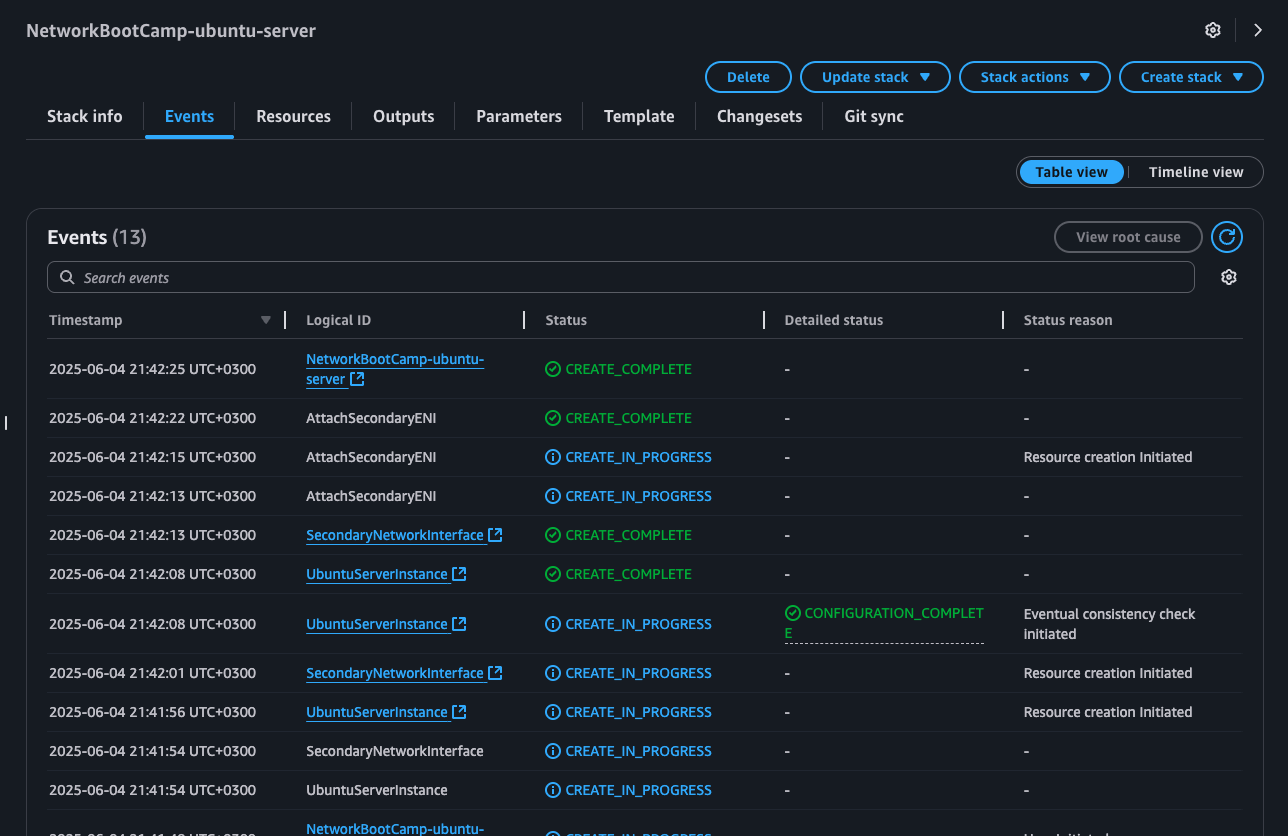 NetworkBootCamp-ubuntu-server
Delete Update stack Stack actions Create stack
Stack info Events Resources Outputs Parameters Template Changesets Git sync
Table view Timeline view
Events (13) View root cause
Search events
Timestamp Logical ID Status Detailed status Status reason
2025-06-04 21:42:25 UTC+0300 NetworkBootCamp-ubuntu- CREATE_COMPLETE - -
server
2025-06-04 21:42:22 UTC+0300 AttachSecondaryENI CREATE_COMPLETE - -
2025-06-04 21:42:15 UTC+0300 AttachSecondaryENI CREATE_IN_PROGRESS - Resource creation Initiated
2025-06-04 21:42:13 UTC+0300 AttachSecondaryENI CREATE_IN_PROGRESS - -
2025-06-04 21:42:13 UTC+0300 SecondaryNetworkInterface CREATE_COMPLETE - -
2025-06-04 21:42:08 UTC+0300 UbuntuServerInstance CREATE_COMPLETE - -
2025-06-04 21:42:08 UTC+0300 UbuntuServerInstance CREATE_IN_PROGRESS CONFIGURATION_COMPLET Eventual consistency check
E initiated
2025-06-04 21:42:01 UTC+0300 SecondaryNetworkInterface CREATE_IN_PROGRESS - Resource creation Initiated
2025-06-04 21:41:56 UTC+0300 UbuntuServerInstance CREATE_IN_PROGRESS - Resource creation Initiated
2025-06-04 21:41:54 UTC+0300 SecondaryNetworkInterface CREATE_IN_PROGRESS - -
2025-06-04 21:41:54 UTC+0300 UbuntuServerInstance CREATE_IN_PROGRESS - -
NetworkBootCamp-ubuntu-